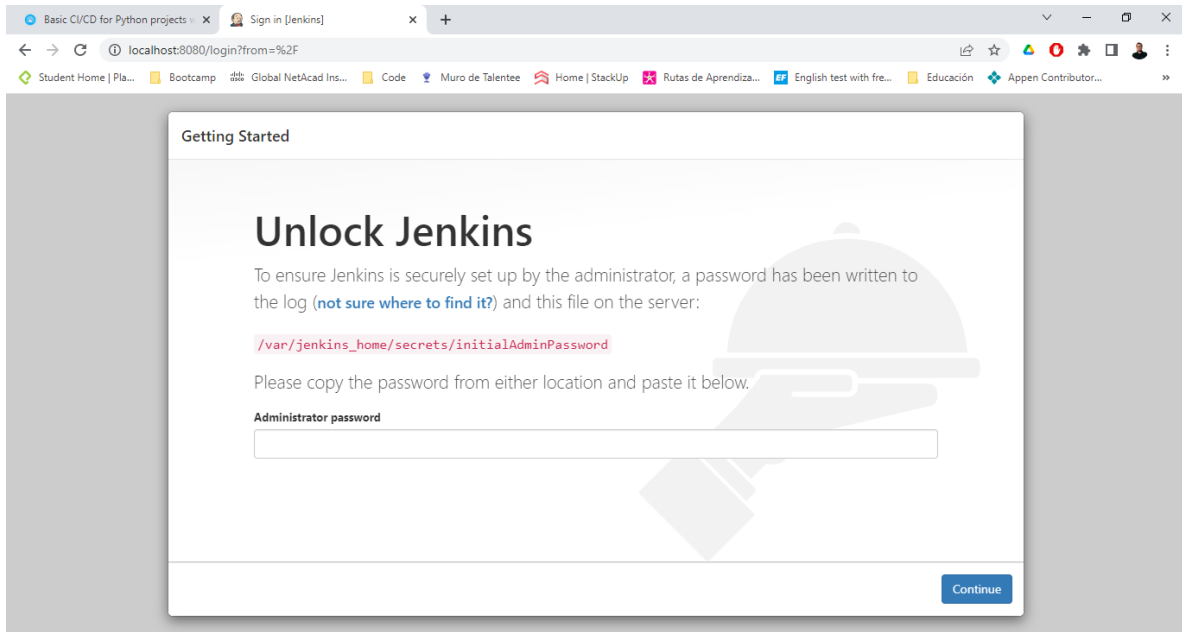 Basic CI/CD for Python projects w
Sign in [Jenkins]
localhost:8080/login?from=%2F
Student Home | Pla...
Bootcamp
Global NetAcad Ins...
Code
Muro de Talentee
Home | StackUp
Rutas de Aprendiza...
EF
English test with fre...
Educación
Appen Contributor...
Getting Started
Unlock Jenkins
To ensure Jenkins is securely set up by the administrator, a password has been written to
the log (not sure where to find it?) and this file on the server:
/var/jenkins_home/secrets/initialAdminPassword
Please copy the password from either location and paste it below.
Administrator password
Continue